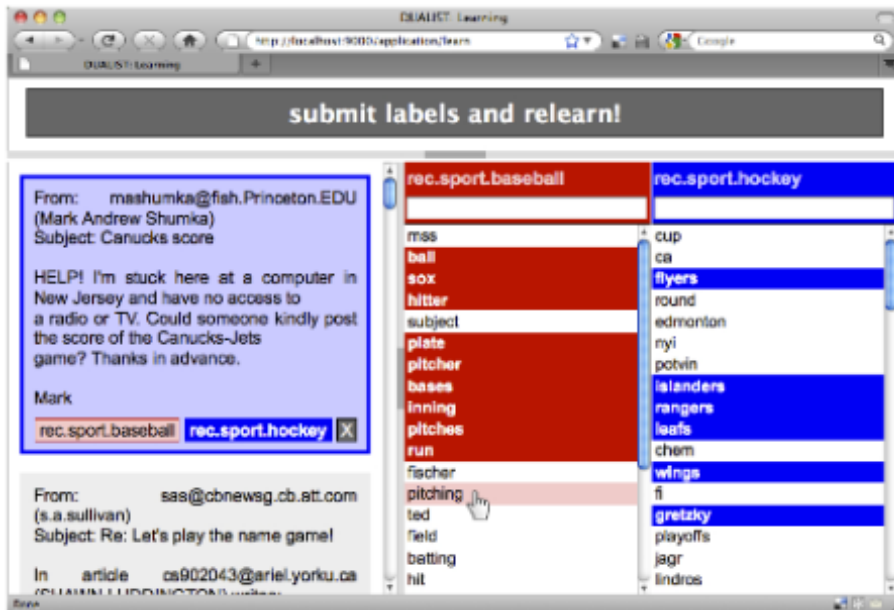 DUALIST: Learning
http://localhost:9000/application/learn
Google
DUALIST: Learning
submit labels and relearn!
From: mashumka@fish.Princeton.EDU
(Mark Andrew Shumka)
Subject: Canucks score
HELP! I'm stuck here at a computer in
New Jersey and have no access to
a radio or TV. Could someone kindly post
the score of the Canucks-Jets
game? Thanks in advance.
Mark
rec.sport.baseball rec.sport.hockey X
From: sas@cbnewsg.cb.att.com
(s.a.sullivan)
Subject: Re: Let's play the name game!
In article cs902043@ariel.yorku.ca
(SHAWN LUDDINGTON) writes:
rec.sport.baseball
mss
ball
sox
hitter
subject
plate
pitcher
bases
inning
pitches
run
fischer
pitching
ted
field
batting
hit
rec.sport.hockey
cup
ca
flyers
round
edmonton
nyi
potvin
islanders
rangers
leafs
chem
wings
fi
gretzky
playoffs
jagr
lindros
Done